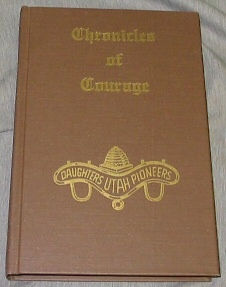 Chronicles
of
Courage
DAUGHTERS UTAH PIONEERS